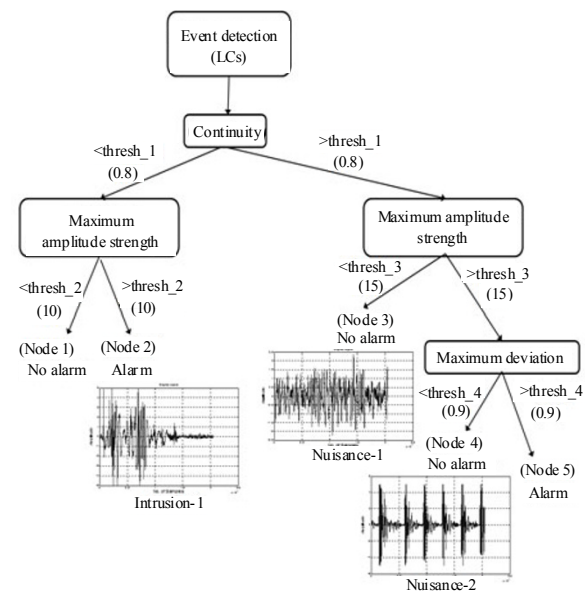 Event detection
(LCs)
Continuity
<thresh_1
(0.8)
>thresh_1
(0.8)
Maximum
amplitude strength
Maximum amplitude
strength
<thresh_2
(10)
>thresh_2
(10)
<thresh_3
(15)
>thresh_3
(15)
(Node 1)
No alarm
(Node 2)
Alarm
(Node 3)
No alarm
Maximum deviation
<thresh_4
(0.9)
>thresh_4
(0.9)
Nuisance-1
(Node 4)
No alarm
(Node 5)
Alarm
Intrusion-1
Nuisance-2